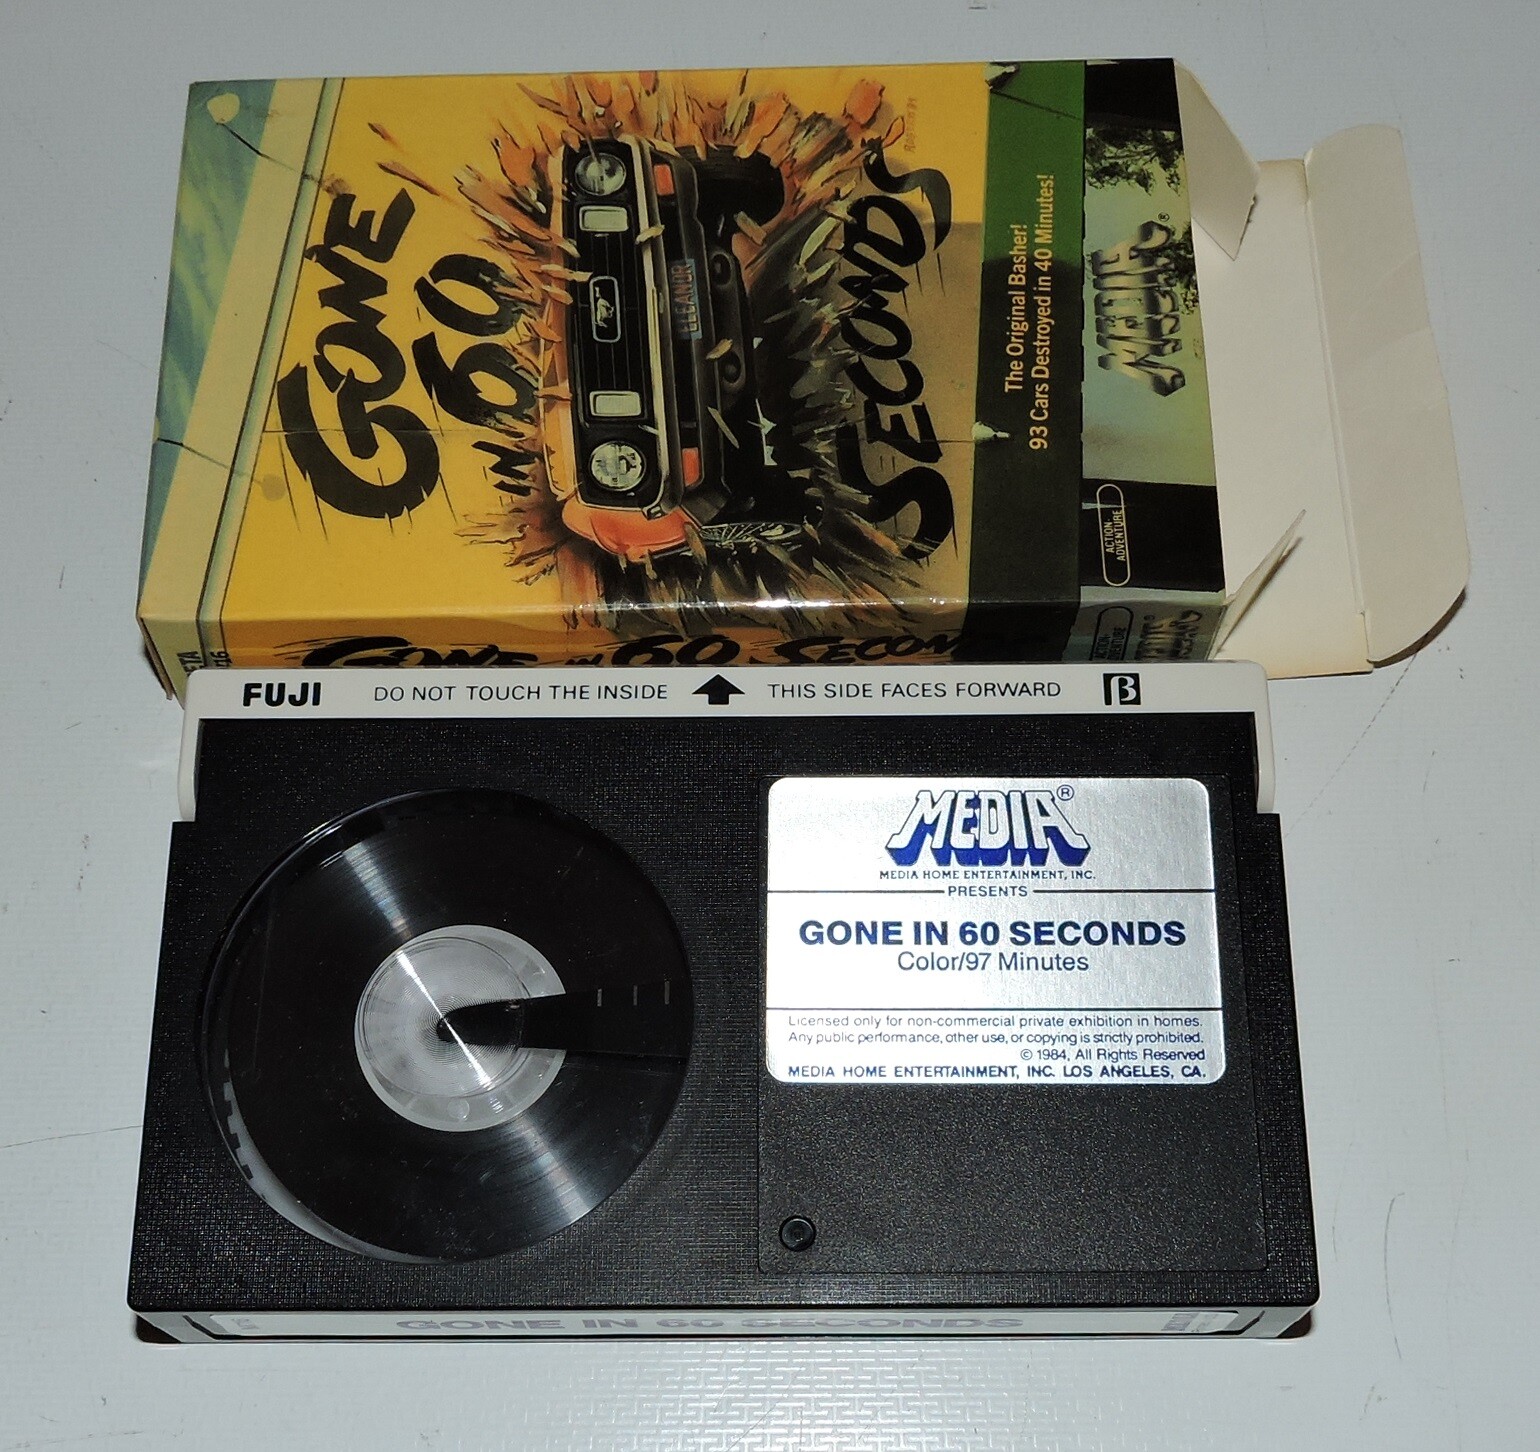 GONE
IN 60
SECONDS
ELEANOR
The Original Basher!
93 Cars Destroyed in 40 Minutes!
MEDIA®
ACTION
ADVENTURE
GONE IN 60 SECONDS
FUJI DO NOT TOUCH THE INSIDE THIS SIDE FACES FORWARD β
MEDIA®
MEDIA HOME ENTERTAINMENT, INC.
PRESENTS
GONE IN 60 SECONDS
Color/97 Minutes
Licensed only for non-commercial private exhibition in homes.
Any public performance, other use, or copying is strictly prohibited.
© 1984, All Rights Reserved
MEDIA HOME ENTERTAINMENT, INC. LOS ANGELES, CA.
GONE IN 60 SECONDS